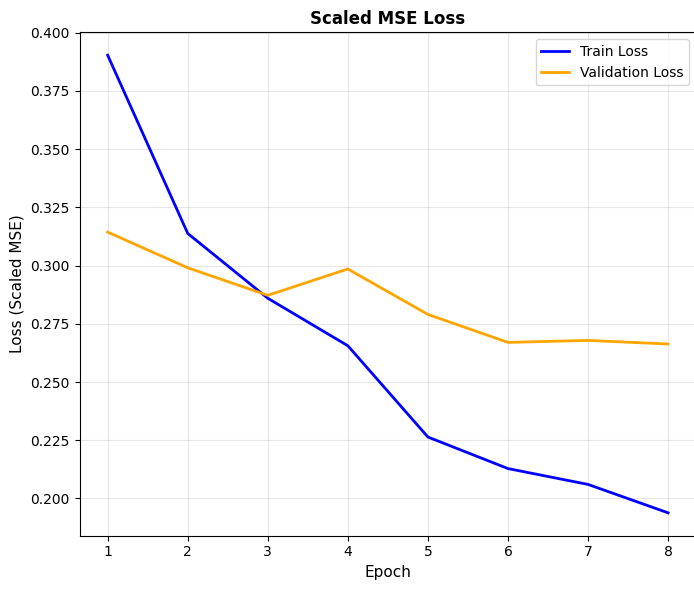 Scaled MSE Loss
Train Loss
Validation Loss
0.400
0.375
0.350
0.325
0.300
0.275
0.250
0.225
0.200
Loss (Scaled MSE)
1 2 3 4 5 6 7 8
Epoch